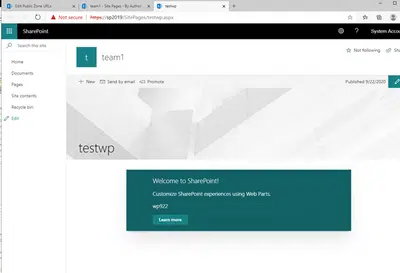 Edit Public Zone URLs
team1 - Site Pages - By Author
testwp
Not secure
https://sp2019/SitePages/testwp.aspx
SharePoint
System Accou
Search this site
t
team1
Not following
Sha
Home
Documents
Pages
Site contents
Recycle bin
Edit
New
Send by email
Promote
Published 9/22/2020
testwp
Welcome to SharePoint!
Customize SharePoint experiences using Web Parts.
wp922
Learn more